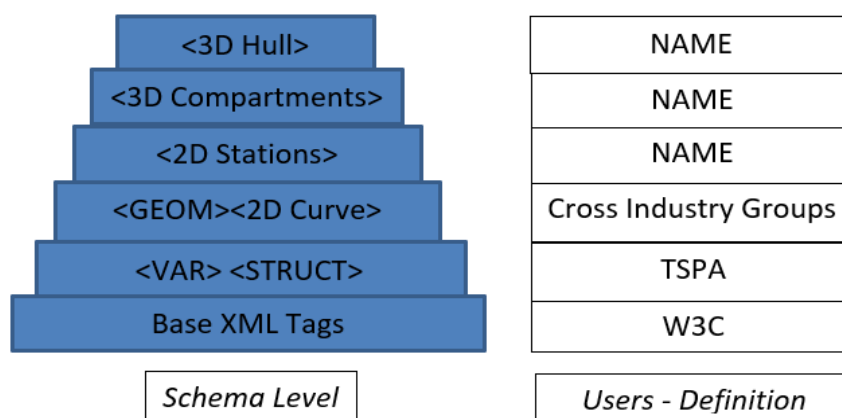 <3D Hull> NAME
<3D Compartments> NAME
<2D Stations> NAME
<GEOM><2D Curve> Cross Industry Groups
<VAR> <STRUCT> TSPA
Base XML Tags W3C
Schema Level Users - Definition